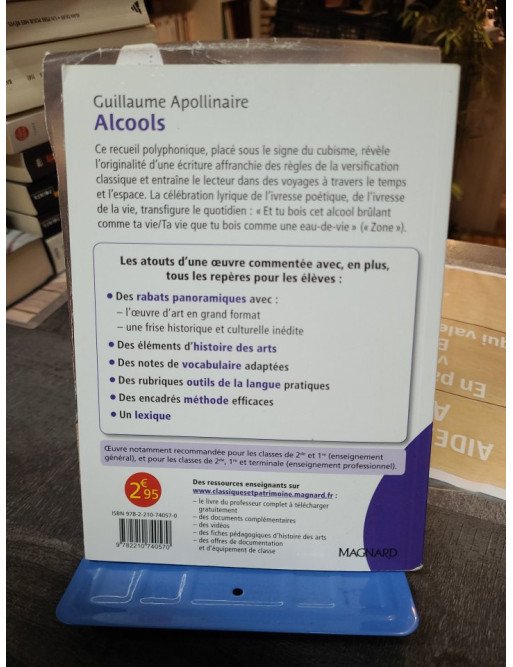 Guillaume Apollinaire
Alcools
Ce recueil polyphonique, placé sous le signe du cubisme, révèle
l'originalité d'une écriture affranchie des règles de la versification
classique et entraîne le lecteur dans des voyages à travers le temps
et l'espace. La célébration lyrique de l'ivresse poétique, de l'ivresse
de la vie, transfigure le quotidien : « Et tu bois cet alcool brûlant
comme ta vie/Ta vie que tu bois comme une eau-de-vie » (« Zone »).
Les atouts d'une œuvre commentée avec, en plus,
tous les repères pour les élèves :
• Des rabats panoramiques avec :
– l'œuvre d'art en grand format
– une frise historique et culturelle inédite
• Des éléments d'histoire des arts
• Des notes de vocabulaire adaptées
• Des rubriques outils de la langue pratiques
• Des encadrés méthode efficaces
• Un lexique
Œuvre notamment recommandée pour les classes de 2de et 1re (enseignement
général), et pour les classes de 2de, 1re et terminale (enseignement professionnel).
2€95
ISBN 978-2-210-74057-0
9 782210 740570
Des ressources enseignants sur
www.classiquesetpatrimoine.magnard.fr :
– le livre du professeur complet à télécharger
gratuitement
– des documents complémentaires
– des vidéos
– des fiches pédagogiques d'histoire des arts
– des offres de documentation
et d'équipement de classe
MAGNARD
qui vale
En pa
AIDE